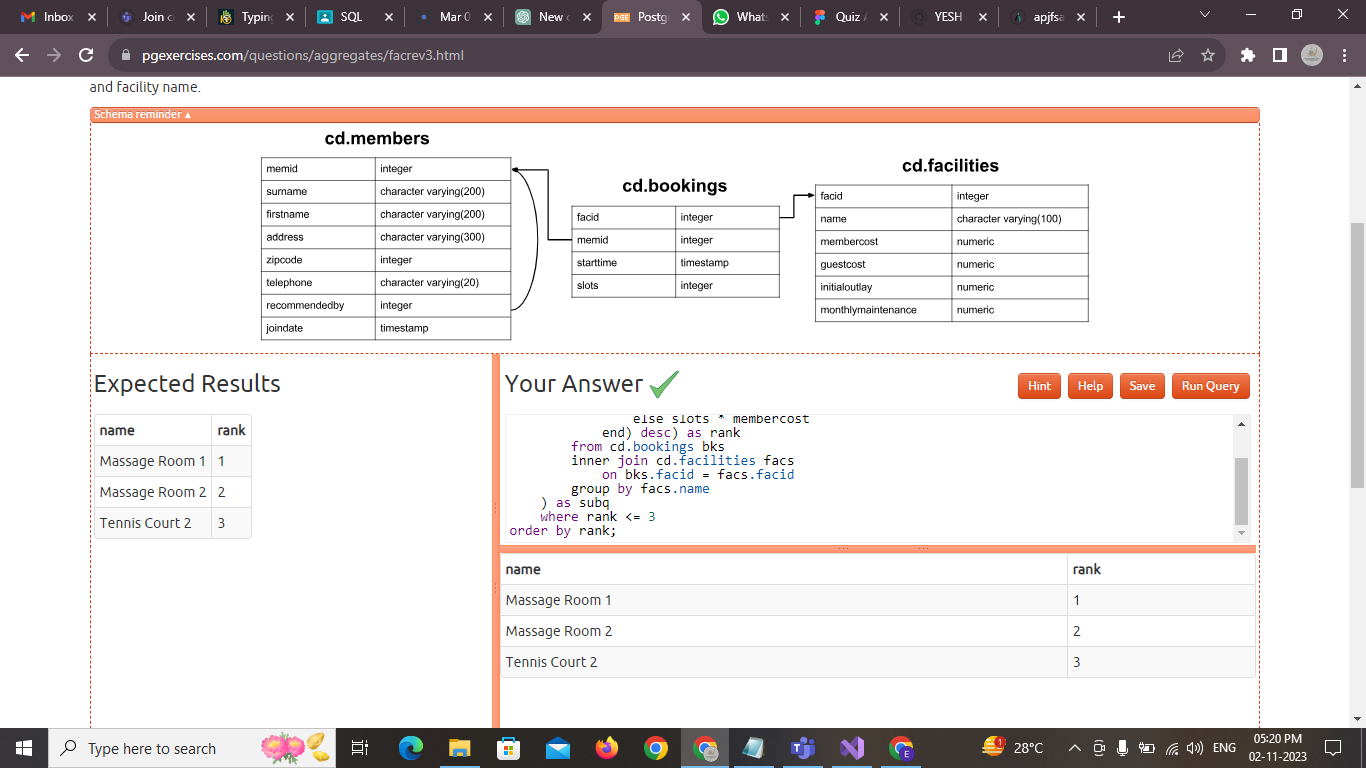 Inbox
Join c
Typing
SQL
Mar 0
New c
PGE Postg
What
Quiz
YESH
apjfsa
pgexercises.com/questions/aggregates/facrev3.html
and facility name.
Schema reminder ▴
cd.members
memid integer
surname character varying(200)
firstname character varying(200)
address character varying(300)
zipcode integer
telephone character varying(20)
recommendedby integer
joindate timestamp
cd.bookings
facid integer
memid integer
starttime timestamp
slots integer
cd.facilities
facid integer
name character varying(100)
membercost numeric
guestcost numeric
initialoutlay numeric
monthlymaintenance numeric
Expected Results
name rank
Massage Room 1 1
Massage Room 2 2
Tennis Court 2 3
Your Answer
Hint Help Save Run Query
else slots * membercost
end) desc) as rank
from cd.bookings bks
inner join cd.facilities facs
on bks.facid = facs.facid
group by facs.name
) as subq
where rank <= 3
order by rank;
name rank
Massage Room 1 1
Massage Room 2 2
Tennis Court 2 3
Type here to search
1
E
28°C
ENG
05:20 PM
02-11-2023